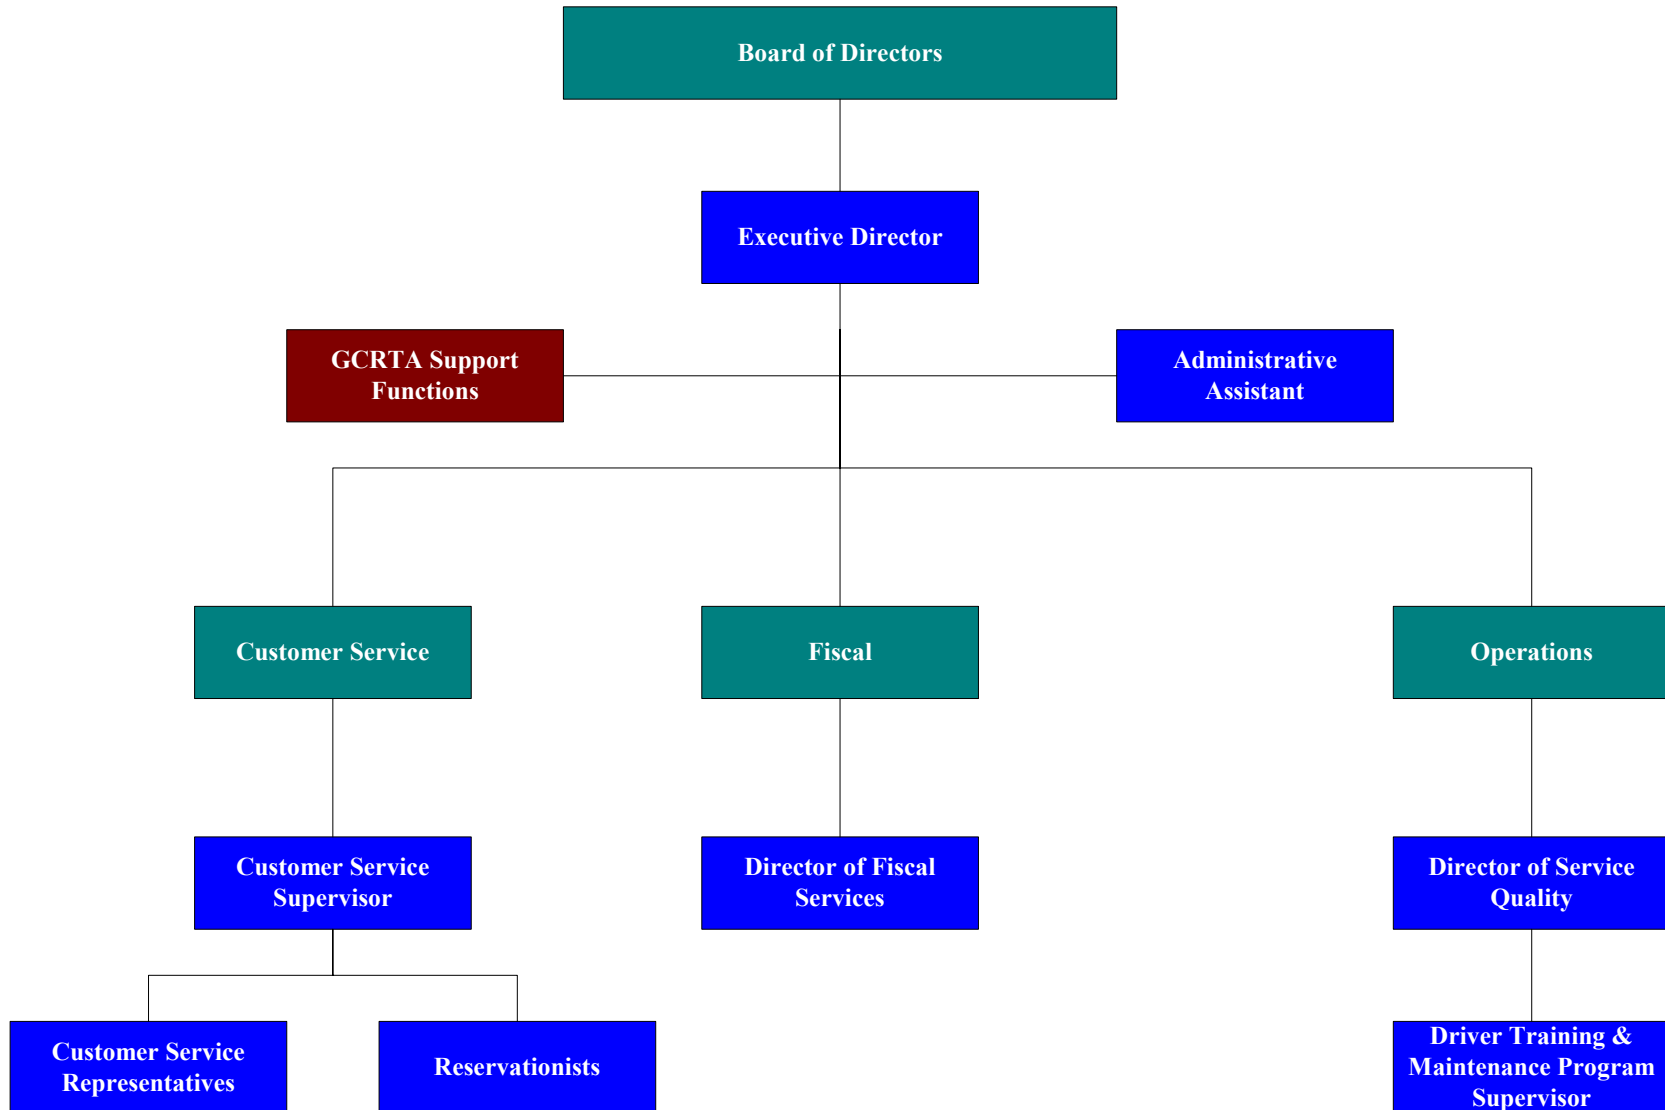 Board of Directors
Executive Director
GCRTA Support
Functions
Administrative
Assistant
Customer Service
Fiscal
Operations
Customer Service
Supervisor
Director of Fiscal
Services
Director of Service
Quality
Customer Service
Representatives
Reservationists
Driver Training &
Maintenance Program
Supervisor